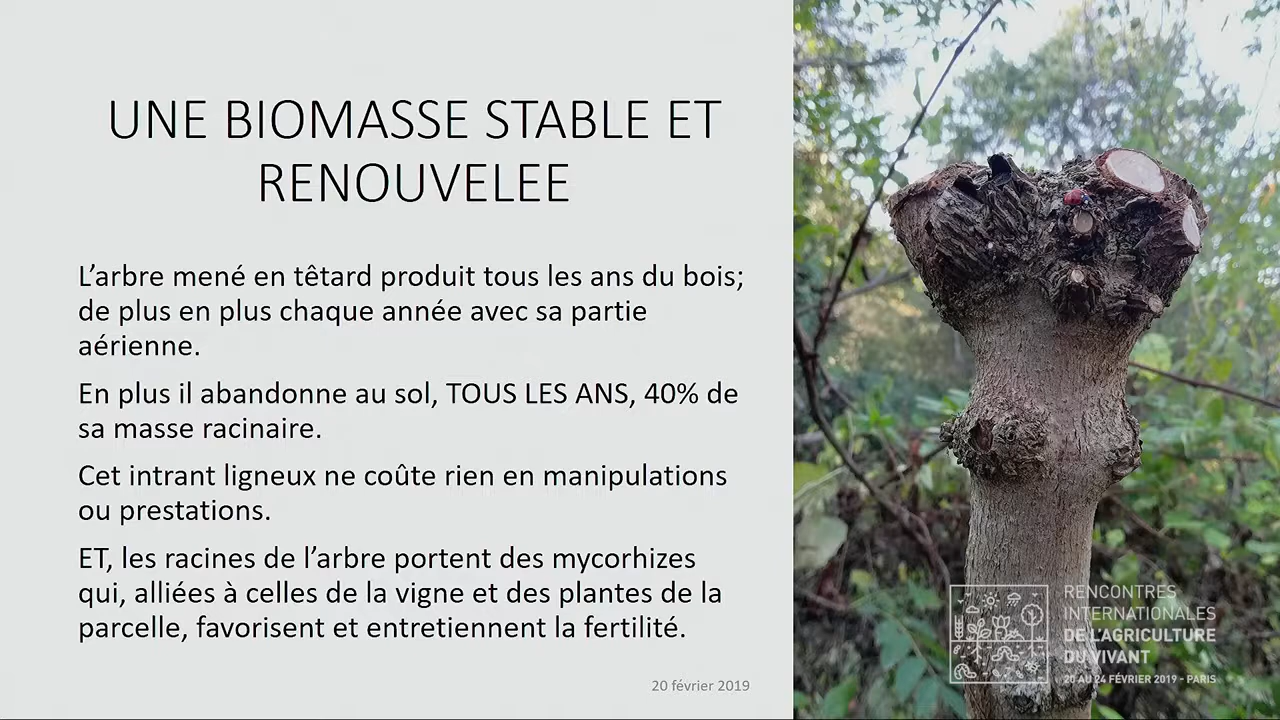 UNE BIOMASSE STABLE ET
RENOUVELEE
L’arbre mené en têtard produit tous les ans du bois;
de plus en plus chaque année avec sa partie
aérienne.
En plus il abandonne au sol, TOUS LES ANS, 40% de
sa masse racinaire.
Cet intrant ligneux ne coûte rien en manipulations
ou prestations.
ET, les racines de l’arbre portent des mycorhizes
qui, alliées à celles de la vigne et des plantes de la
parcelle, favorisent et entretiennent la fertilité.
20 février 2019
RENCONTRES
INTERNATIONALES
DE L'AGRICULTURE
DU VIVANT
20 AU 24 FÉVRIER 2019 - PARIS